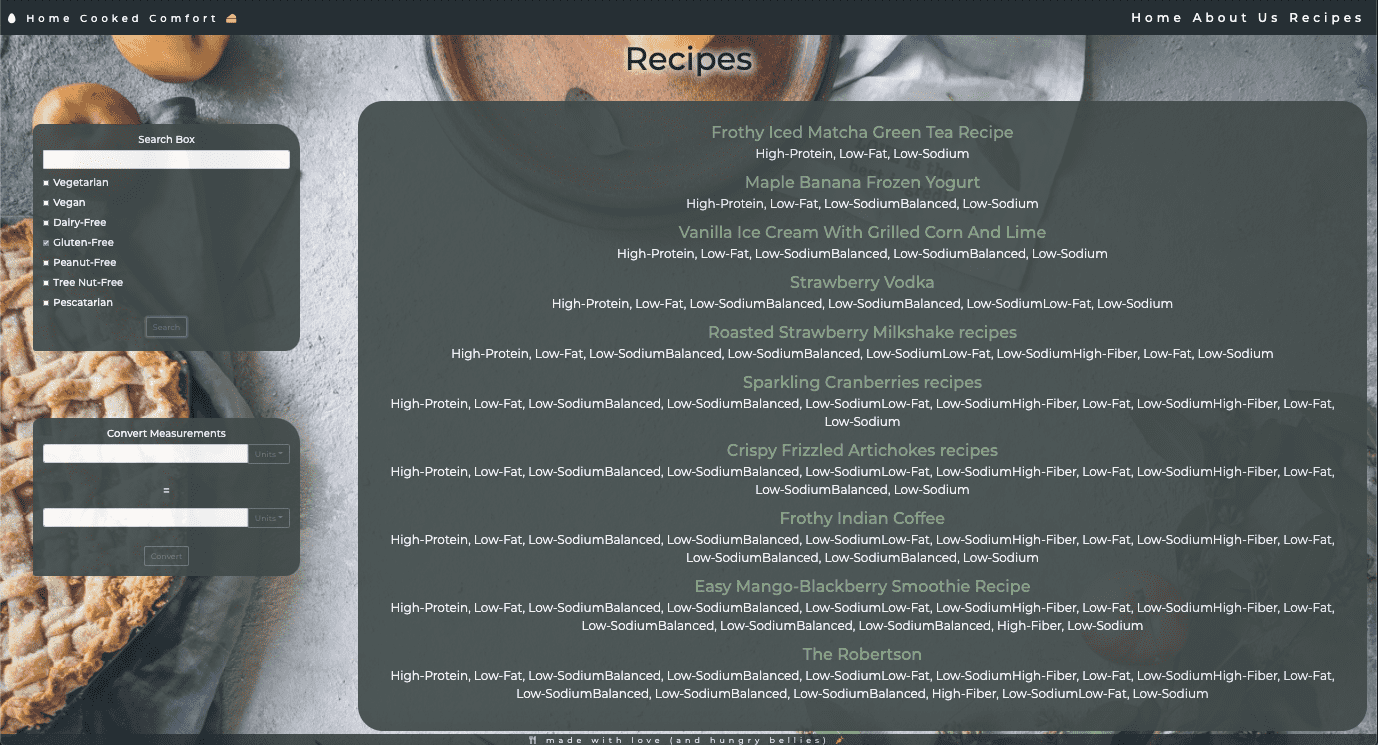 Home Cooked Comfort
Home About Us Recipes
Recipes
Search Box
Vegetarian
Vegan
Dairy-Free
Gluten-Free
Peanut-Free
Tree Nut-Free
Pescatarian
Search
Convert Measurements
Units
=
Units
Convert
Frothy Iced Matcha Green Tea Recipe
High-Protein, Low-Fat, Low-Sodium
Maple Banana Frozen Yogurt
High-Protein, Low-Fat, Low-SodiumBalanced, Low-Sodium
Vanilla Ice Cream With Grilled Corn And Lime
High-Protein, Low-Fat, Low-SodiumBalanced, Low-SodiumBalanced, Low-Sodium
Strawberry Vodka
High-Protein, Low-Fat, Low-SodiumBalanced, Low-SodiumBalanced, Low-SodiumLow-Fat, Low-Sodium
Roasted Strawberry Milkshake recipes
High-Protein, Low-Fat, Low-SodiumBalanced, Low-SodiumBalanced, Low-SodiumLow-Fat, Low-SodiumHigh-Fiber, Low-Fat, Low-Sodium
Sparkling Cranberries recipes
High-Protein, Low-Fat, Low-SodiumBalanced, Low-SodiumBalanced, Low-SodiumLow-Fat, Low-SodiumHigh-Fiber, Low-Fat, Low-SodiumHigh-Fiber, Low-Fat,
Low-Sodium
Crispy Frizzled Artichokes recipes
High-Protein, Low-Fat, Low-SodiumBalanced, Low-SodiumBalanced, Low-SodiumLow-Fat, Low-SodiumHigh-Fiber, Low-Fat, Low-SodiumHigh-Fiber, Low-Fat,
Low-SodiumBalanced, Low-Sodium
Frothy Indian Coffee
High-Protein, Low-Fat, Low-SodiumBalanced, Low-SodiumBalanced, Low-SodiumLow-Fat, Low-SodiumHigh-Fiber, Low-Fat, Low-SodiumHigh-Fiber, Low-Fat,
Low-SodiumBalanced, Low-SodiumBalanced, Low-Sodium
Easy Mango-Blackberry Smoothie Recipe
High-Protein, Low-Fat, Low-SodiumBalanced, Low-SodiumBalanced, Low-SodiumLow-Fat, Low-SodiumHigh-Fiber, Low-Fat, Low-SodiumHigh-Fiber, Low-Fat,
Low-SodiumBalanced, Low-SodiumBalanced, Low-SodiumBalanced, High-Fiber, Low-Sodium
The Robertson
High-Protein, Low-Fat, Low-SodiumBalanced, Low-SodiumBalanced, Low-SodiumLow-Fat, Low-SodiumHigh-Fiber, Low-Fat, Low-SodiumHigh-Fiber, Low-Fat,
Low-SodiumBalanced, Low-SodiumBalanced, Low-SodiumBalanced, High-Fiber, Low-SodiumLow-Fat, Low-Sodium
made with love (and hungry bellies)